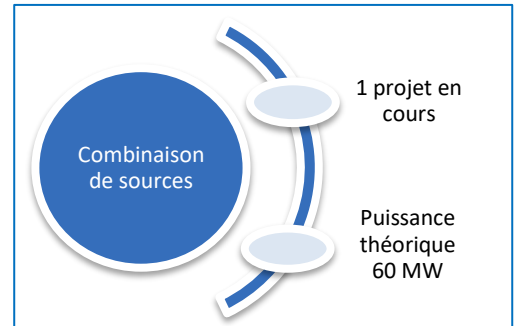 Combinaison
de sources
1 projet en
cours
Puissance
théorique
60 MW